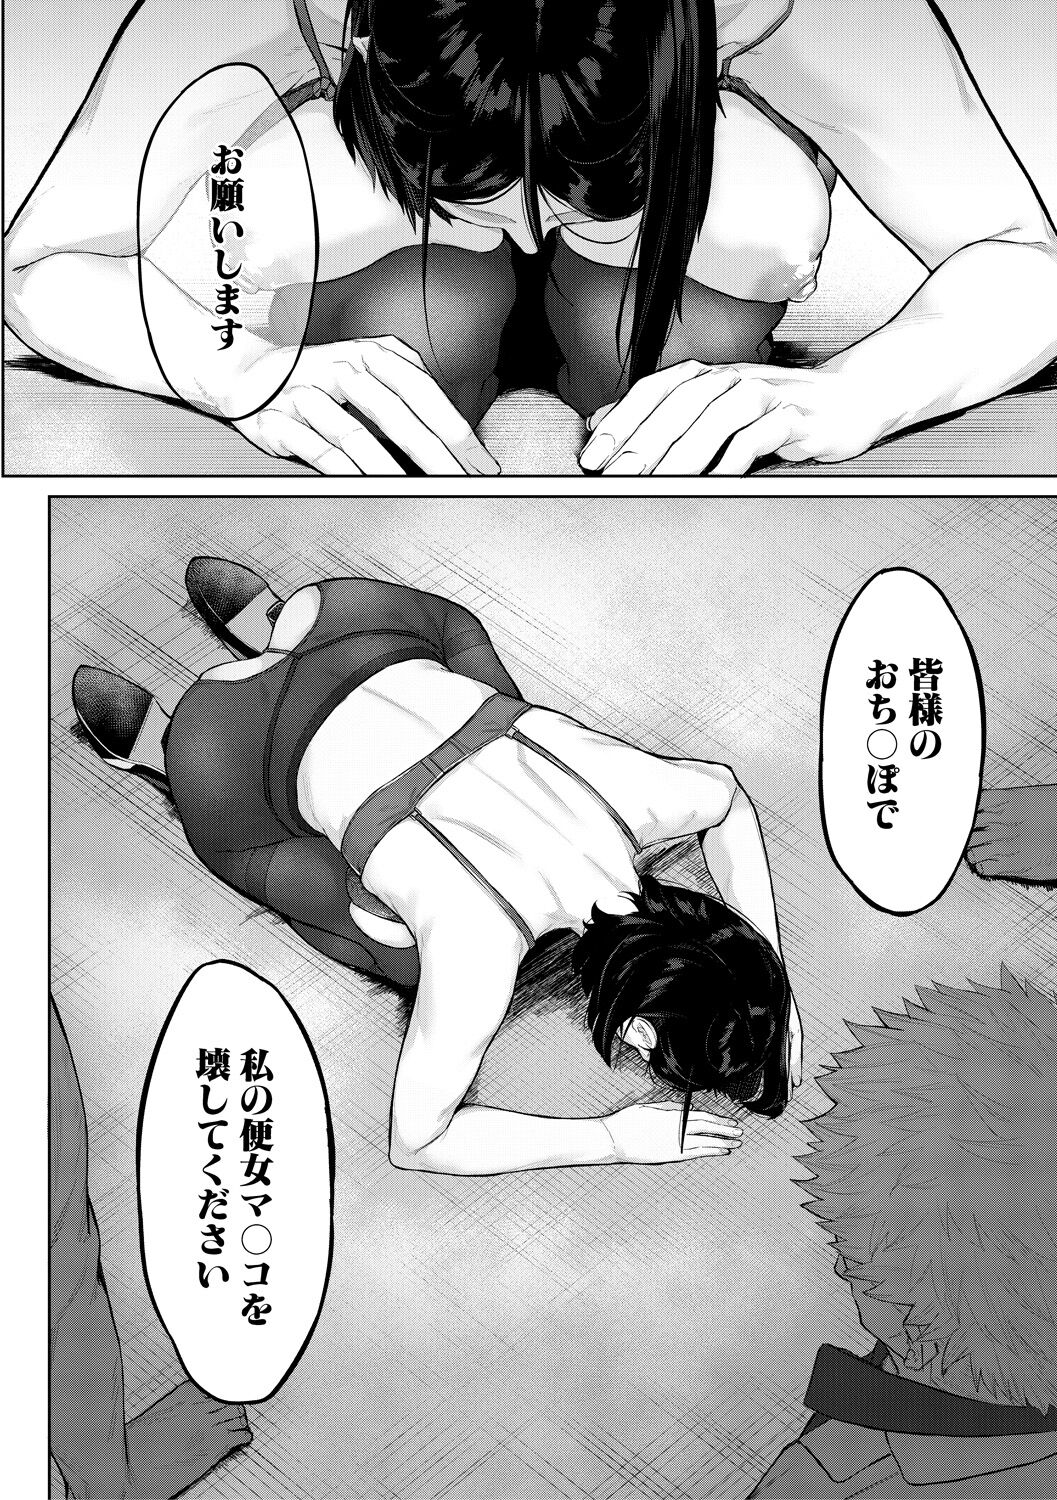 お願いします
皆様の
おち○ぽで
私の便女マ○コを
壊してください